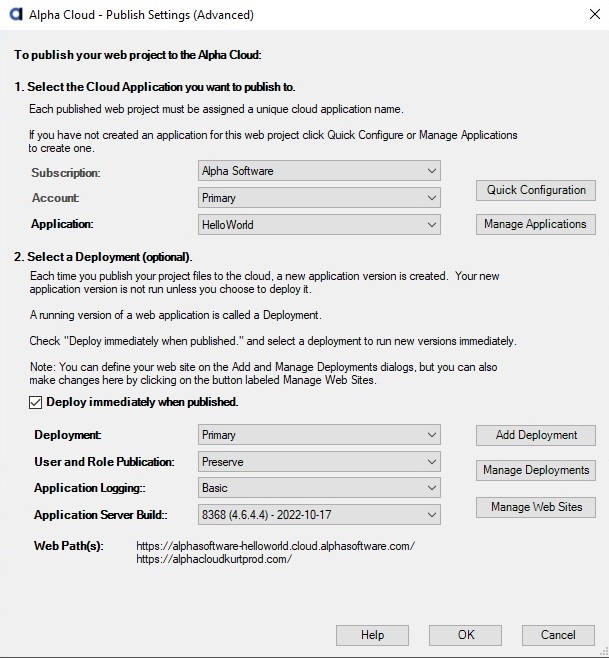 Alpha Cloud - Publish Settings (Advanced)
To publish your web project to the Alpha Cloud:
1. Select the Cloud Application you want to publish to.
Each published web project must be assigned a unique cloud application name.
If you have not created an application for this web project click Quick Configure or Manage Applications
to create one.
Subscription: Alpha Software
Quick Configuration
Account: Primary
Application: HelloWorld Manage Applications
2. Select a Deployment (optional).
Each time you publish your project files to the cloud, a new application version is created. Your new
application version is not run unless you choose to deploy it.
A running version of a web application is called a Deployment.
Check "Deploy immediately when published." and select a deployment to run new versions immediately.
Note: You can define your web site on the Add and Manage Deployments dialogs, but you can also
make changes here by clicking on the button labeled Manage Web Sites.
Deploy immediately when published.
Deployment: Primary Add Deployment
User and Role Publication: Preserve Manage Deployments
Application Logging:: Basic
Application Server Build:: 8368 (4.6.4.4) - 2022-10-17 Manage Web Sites
Web Path(s): https://alphasoftware-helloworld.cloud.alphasoftware.com/
https://alphacloudkurtprod.com/
Help OK Cancel